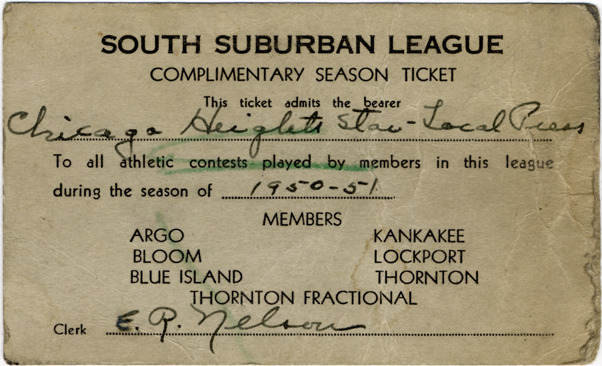 SOUTH SUBURBAN LEAGUE
COMPLIMENTARY SEASON TICKET
This ticket admits the bearer
Chicago Heights Star-Local Press
To all athletic contests played by members in this league
during the season of 1950-51
MEMBERS
ARGO KANKAKEE
BLOOM LOCKPORT
BLUE ISLAND THORNTON
THORNTON FRACTIONAL
Clerk E. R. Nelson